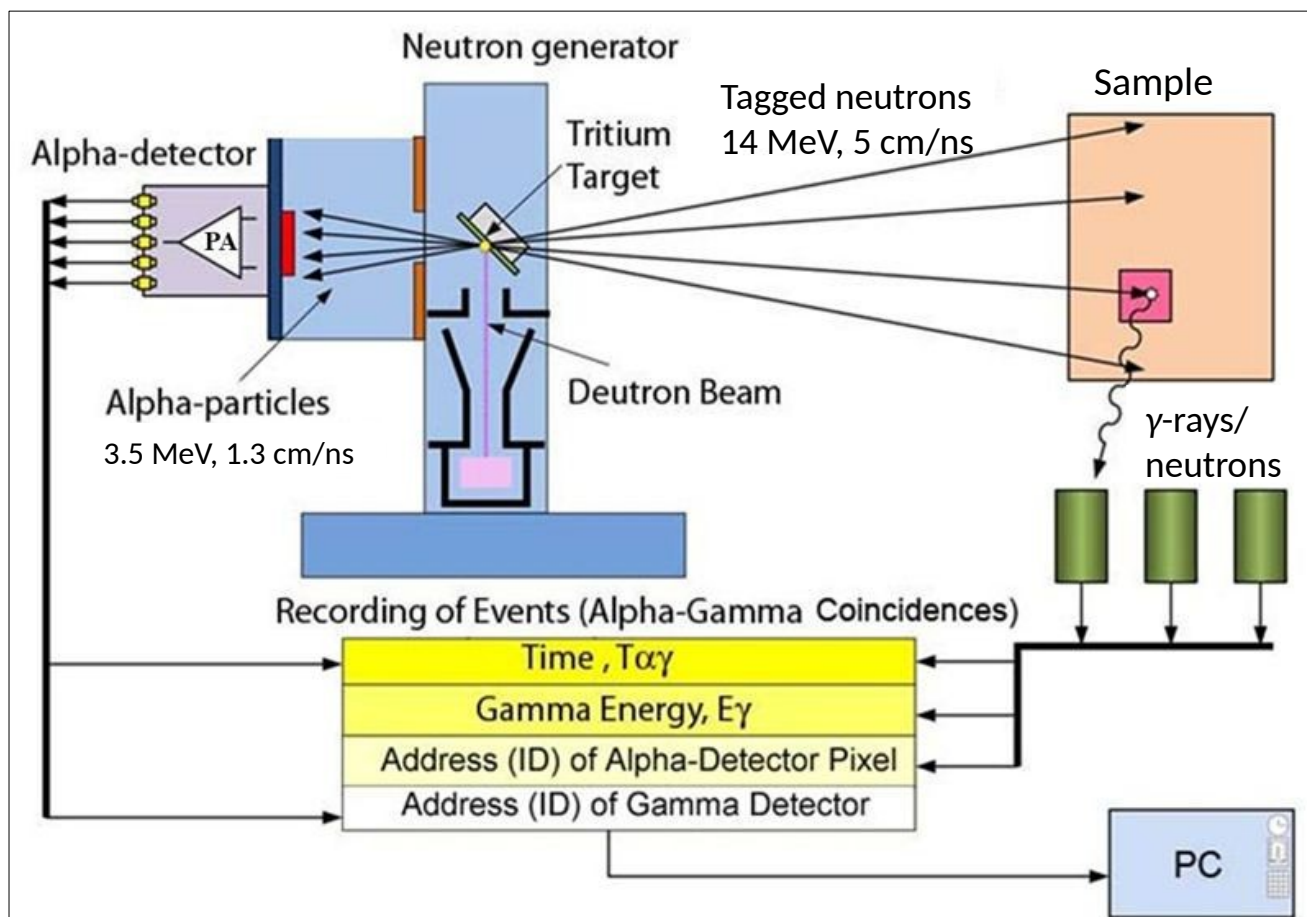 Neutron generator
Tagged neutrons
14 MeV, 5 cm/ns
Sample
Alpha-detector
Tritium
Target
PA
Alpha-particles
3.5 MeV, 1.3 cm/ns
Deutron Beam
γ-rays/
neutrons
Recording of Events (Alpha-Gamma Coincidences)
Time , Tαγ
Gamma Energy, Eγ
Address (ID) of Alpha-Detector Pixel
Address (ID) of Gamma Detector
PC